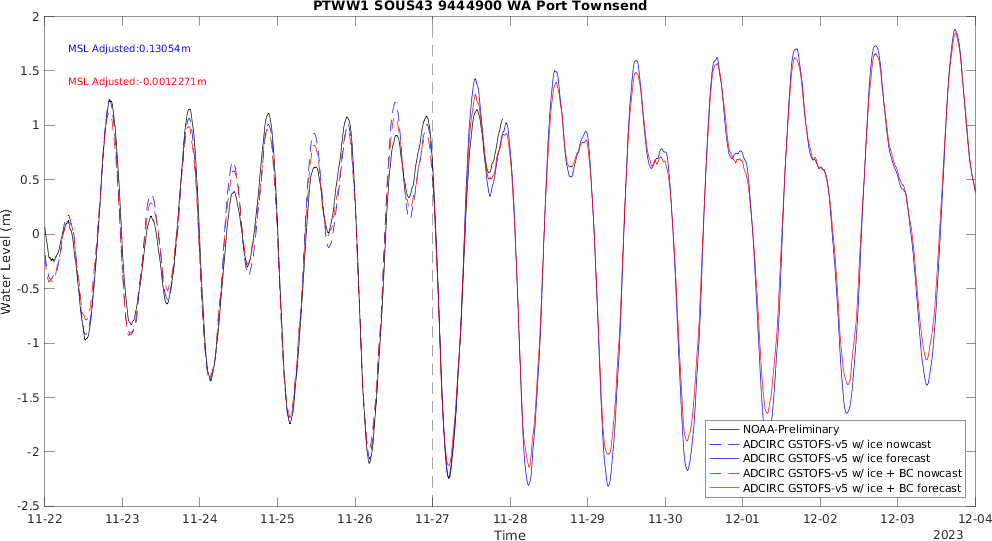 PTWW1 SOUS43 9444900 WA Port Townsend
MSL Adjusted:0.13054m
MSL Adjusted:-0.0012271m
Water Level (m)
2
1.5
1
0.5
0
-0.5
-1
-1.5
-2
-2.5
NOAA-Preliminary
ADCIRC GSTOFS-v5 w/ ice nowcast
ADCIRC GSTOFS-v5 w/ ice forecast
ADCIRC GSTOFS-v5 w/ ice + BC nowcast
ADCIRC GSTOFS-v5 w/ ice + BC forecast
11-22 11-23 11-24 11-25 11-26 11-27 11-28 11-29 11-30 12-01 12-02 12-03 12-04
Time
2023